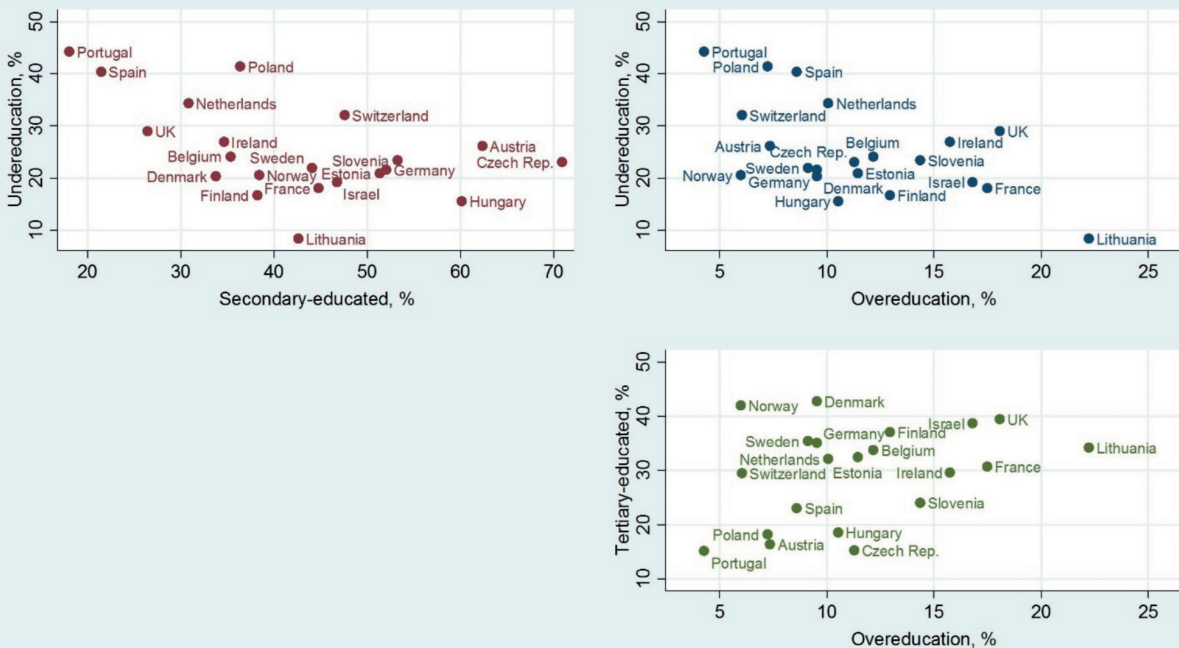 Undereducation, %
50
40
30
20
10
Portugal
Spain
Poland
Netherlands
Switzerland
UK
Ireland
Belgium
Sweden
Slovenia
Austria
Czech Rep.
Denmark
Norway
Estonia
Germany
Finland
France
Israel
Hungary
Lithuania
20 30 40 50 60 70
Secondary-educated, %
Undereducation, %
50
40
30
20
10
Portugal
Poland
Spain
Netherlands
Switzerland
UK
Austria
Czech Rep.
Belgium
Ireland
Sweden
Slovenia
Norway
Germany
Estonia
Denmark
Israel
France
Hungary
Finland
Lithuania
5 10 15 20 25
Overeducation, %
Tertiary-educated, %
50
40
30
20
10
Norway
Denmark
Israel
UK
Sweden
Germany
Finland
Lithuania
Netherlands
Belgium
Switzerland
Estonia
Ireland
France
Spain
Slovenia
Poland
Hungary
Austria
Czech Rep.
Portugal
5 10 15 20 25
Overeducation, %